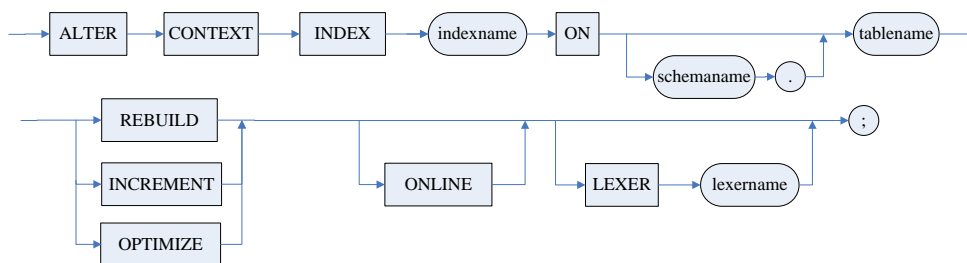 ALTER CONTEXT INDEX indexname ON tablename
schemaname .
REBUILD ;
INCREMENT ONLINE LEXER lexername
OPTIMIZE